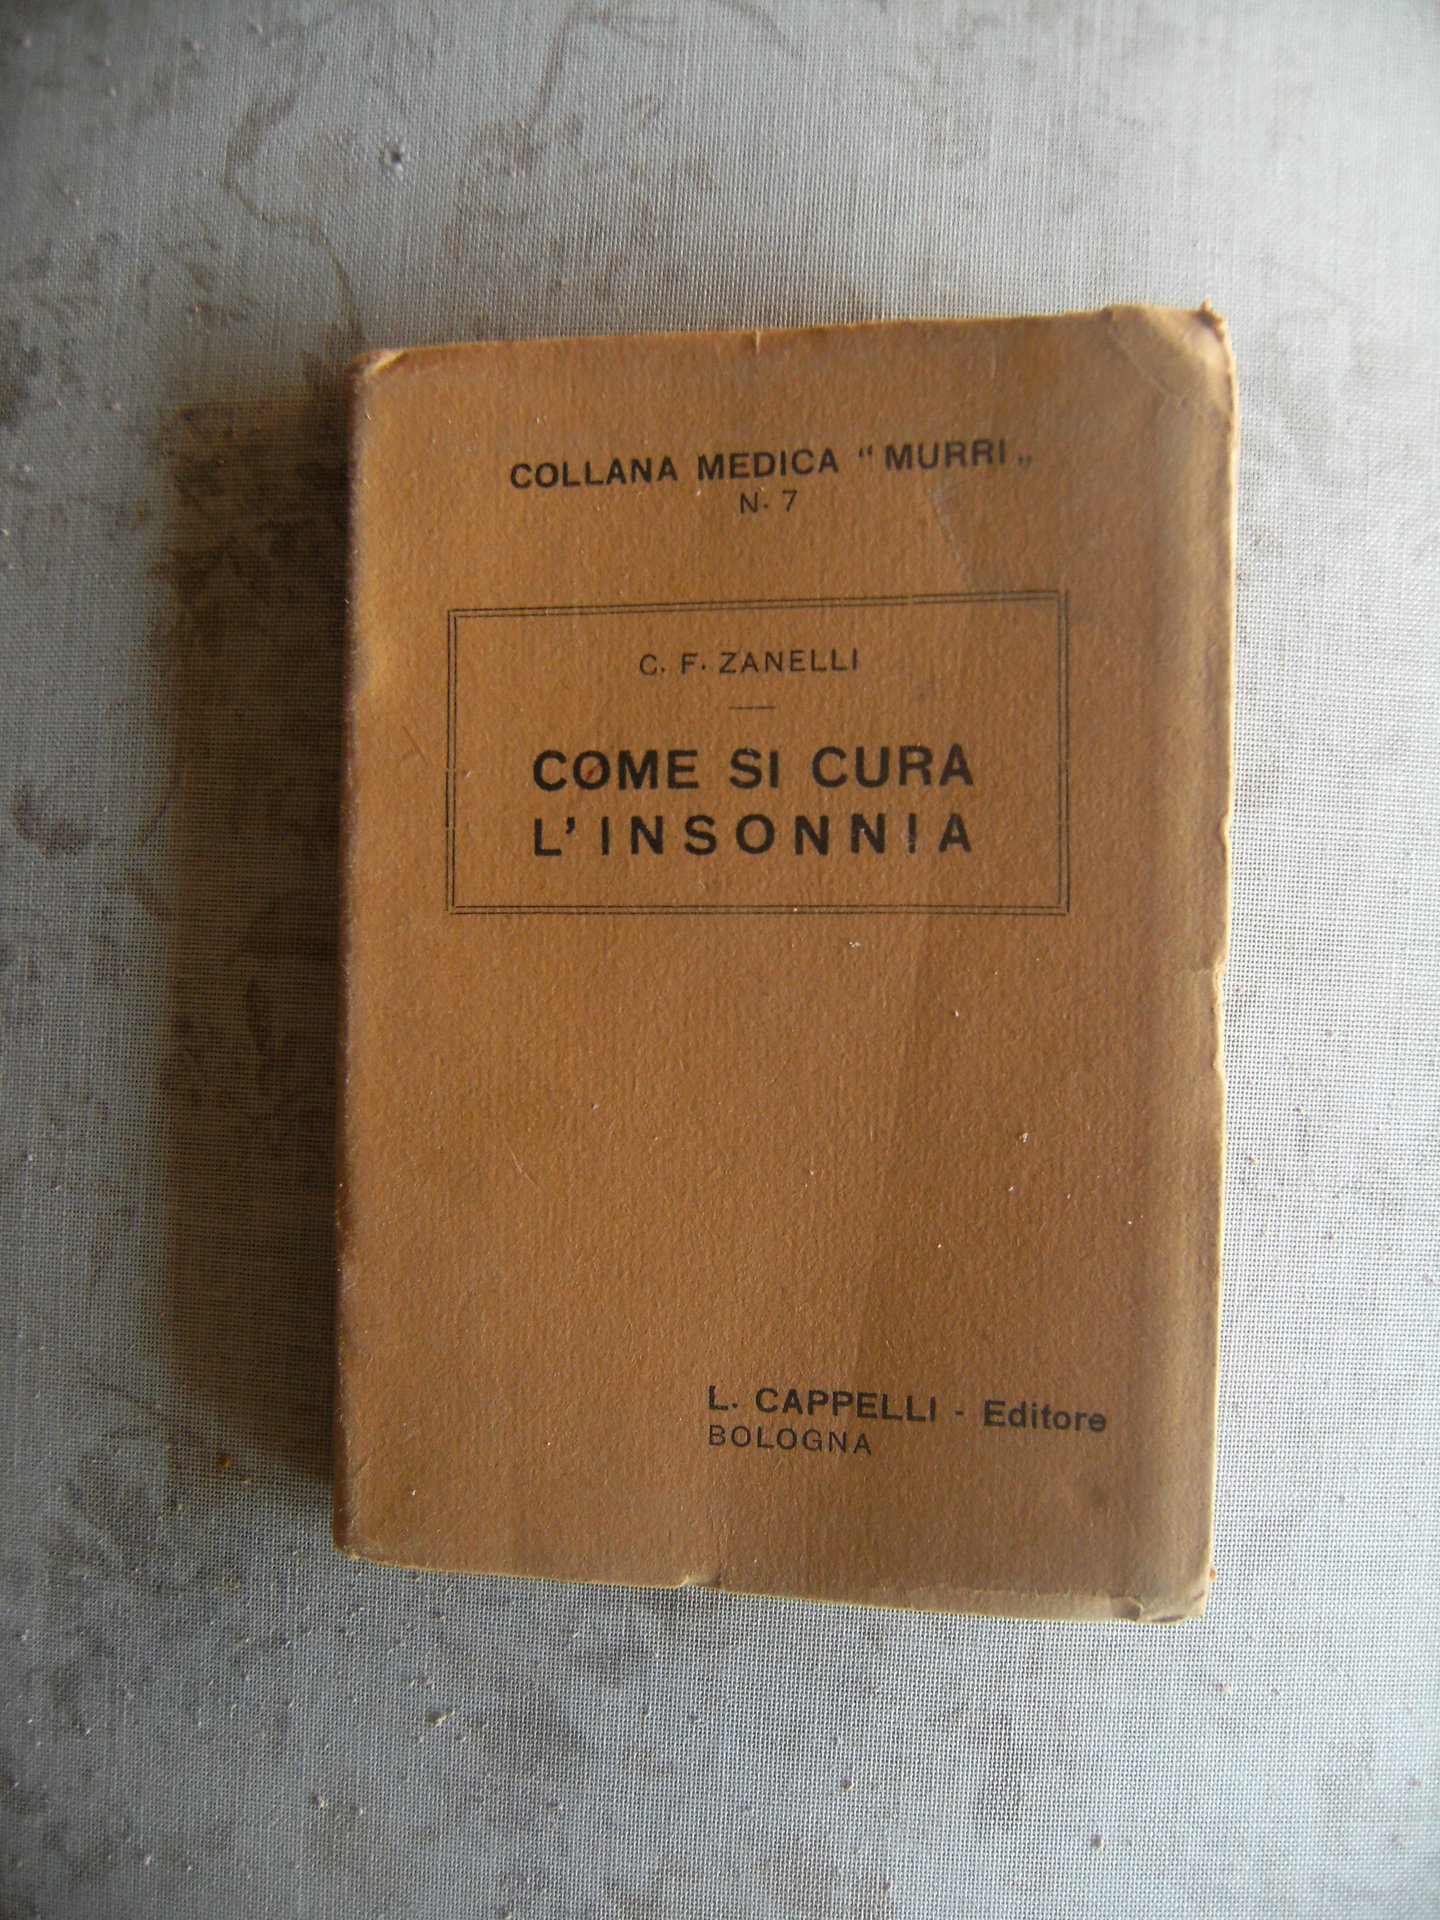 COLLANA MEDICA “ MURRI „
N. 7
C. F. ZANELLI
COME SI CURA
L'INSONNIA
L. CAPPELLI - Editore
BOLOGNA